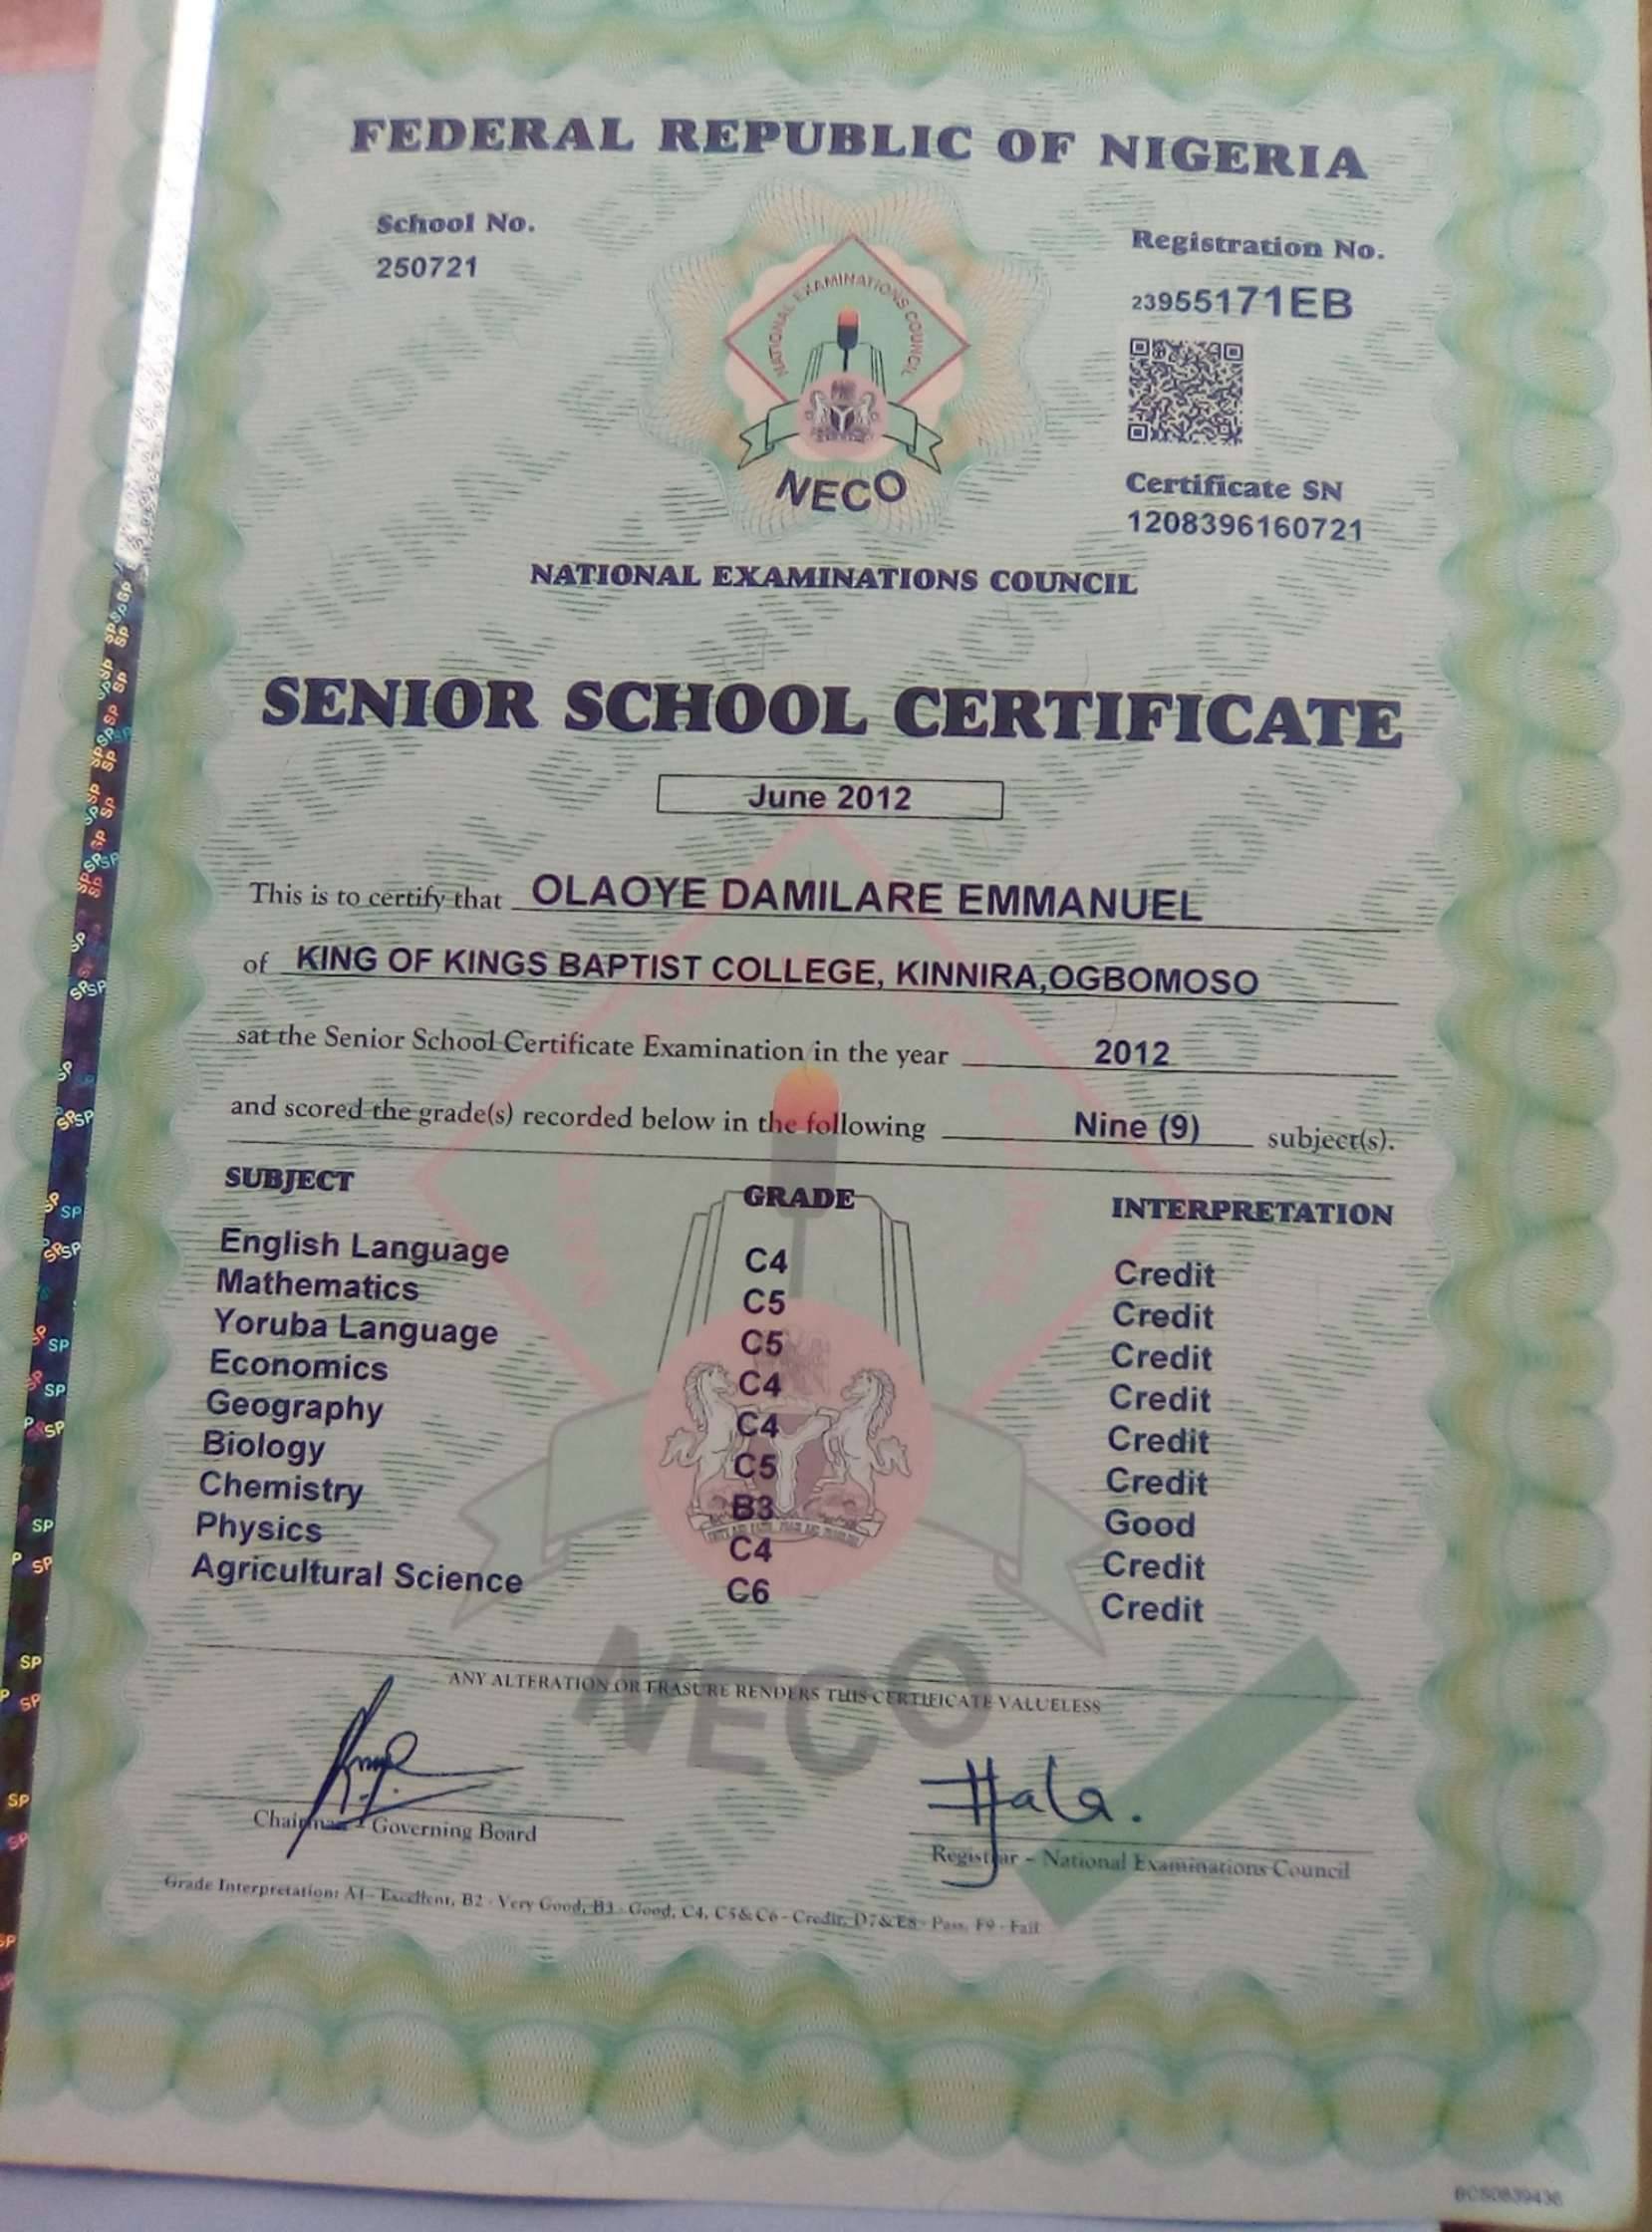 FEDERAL REPUBLIC OF NIGERIA
School No.
250721
Registration No.
23955171EB
NATIONAL EXAMINATIONS COUNCIL
NECO
Certificate SN
1208396160721
NATIONAL EXAMINATIONS COUNCIL
SENIOR SCHOOL CERTIFICATE
June 2012
This is to certify that OLAOYE DAMILARE EMMANUEL
of KING OF KINGS BAPTIST COLLEGE, KINNIRA,OGBOMOSO
sat the Senior School Certificate Examination in the year 2012
and scored the grade(s) recorded below in the following Nine (9) subject(s).
SUBJECT GRADE INTERPRETATION
English Language C4 Credit
Mathematics C5 Credit
Yoruba Language C5 Credit
Economics C4 Credit
Geography C4 Credit
Biology C5 Credit
Chemistry B3 Good
Physics C4 Credit
Agricultural Science C6 Credit
NECO
ANY ALTERATION OR ERASURE RENDERS THIS CERTIFICATE VALUELESS
Chairman - Governing Board
Registrar - National Examinations Council
Grade Interpretation: A1 - Excellent, B2 - Very Good, B3 - Good, C4, C5 & C6 - Credit, D7 & E8 - Pass, F9 - Fail